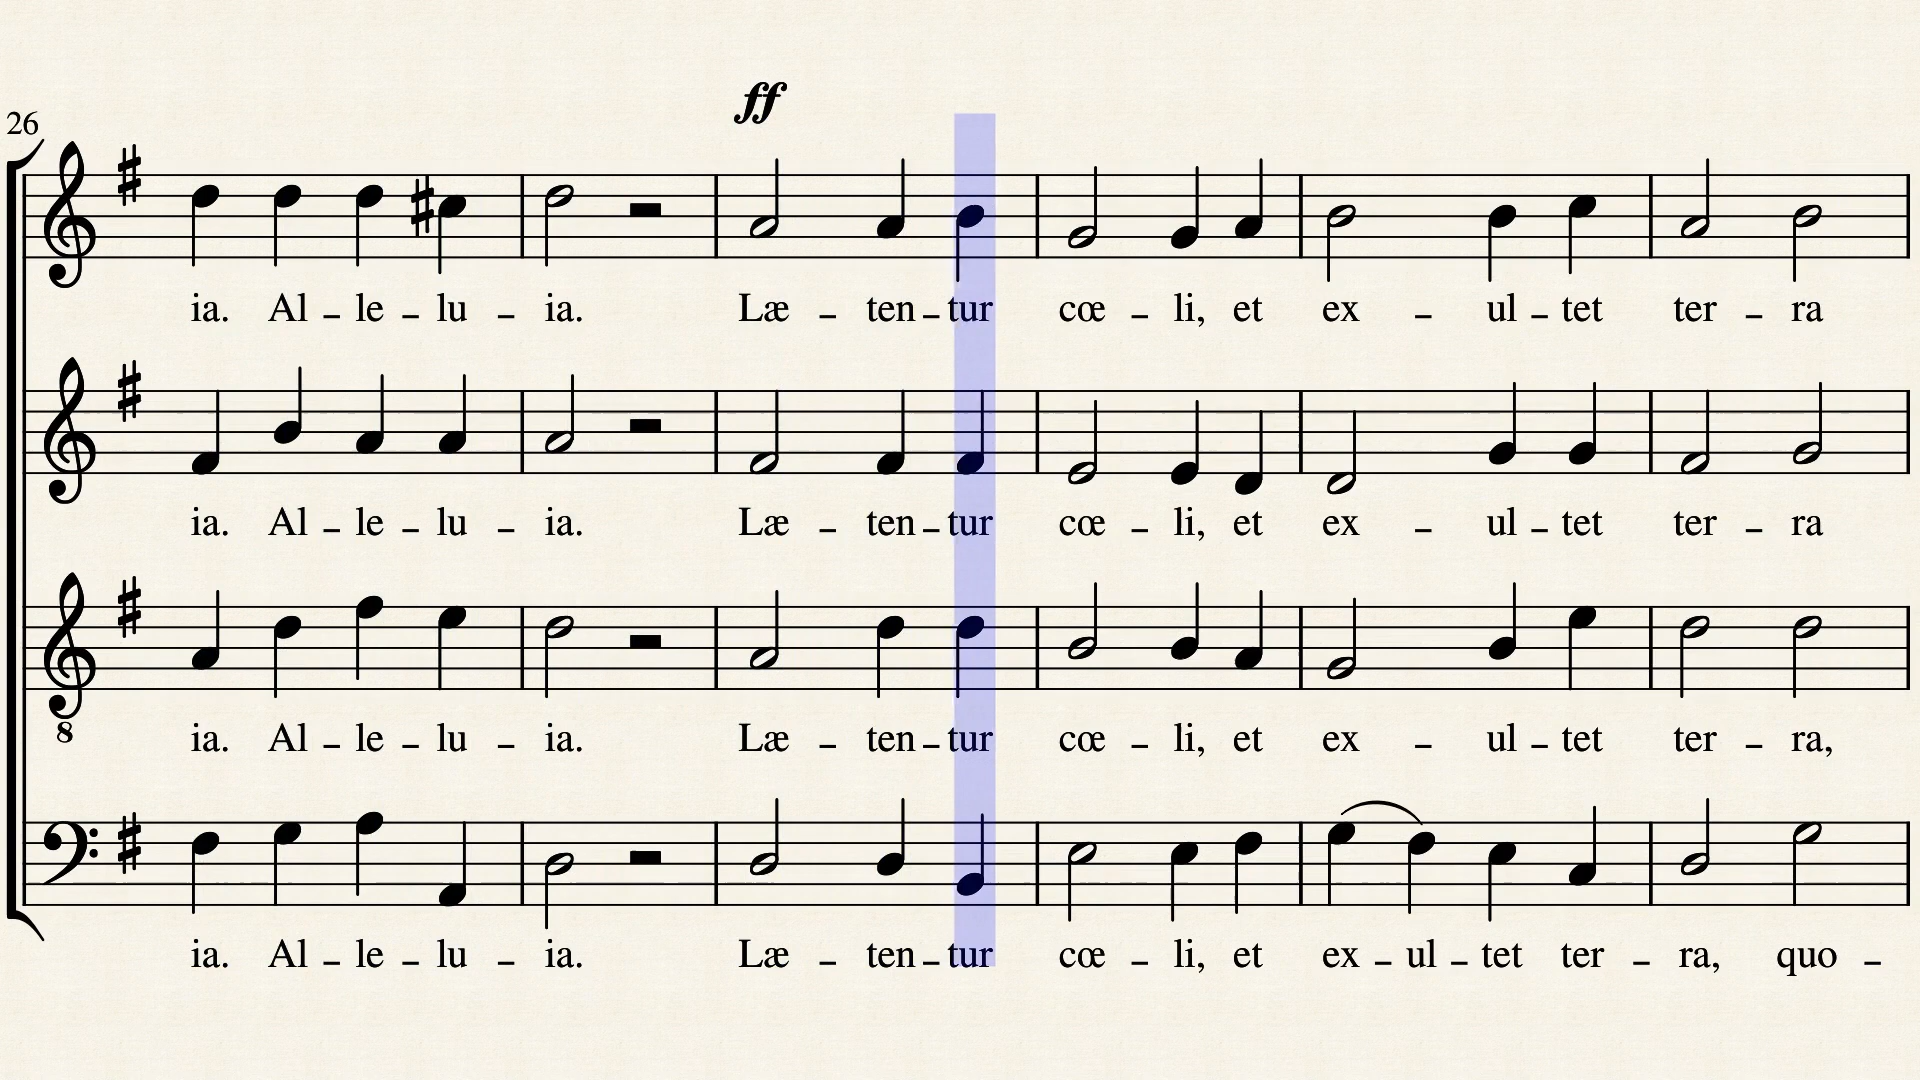 ff
26
ia. Al – le – lu – ia. Læ – ten – tur cœ – li, et ex – ul – tet ter – ra
ia. Al – le – lu – ia. Læ – ten – tur cœ – li, et ex – ul – tet ter – ra
8
ia. Al – le – lu – ia. Læ – ten – tur cœ – li, et ex – ul – tet ter – ra,
ia. Al – le – lu – ia. Læ – ten – tur cœ – li, et ex – ul – tet ter – ra, quo –